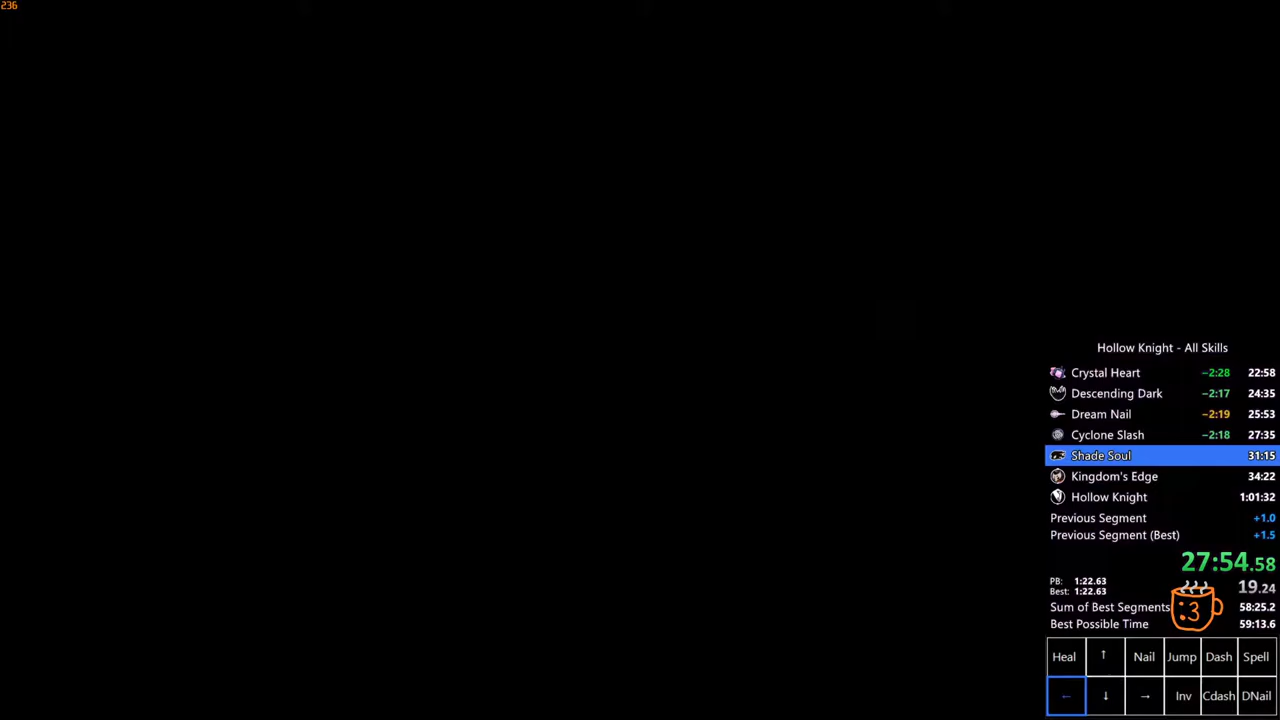 236
Hollow Knight - All Skills
Crystal Heart −2:28 22:58
Descending Dark −2:17 24:35
Dream Nail −2:19 25:53
Cyclone Slash −2:18 27:35
Shade Soul 31:15
Kingdom's Edge 34:22
Hollow Knight 1:01:32
Previous Segment +1.0
Previous Segment (Best) +1.5
27:54.58
PB: 1:22.63 19.24
Best: 1:22.63
:3
Sum of Best Segments 58:25.2
Best Possible Time 59:13.6
Heal ↑ Nail Jump Dash Spell
← ↓ → Inv Cdash DNail